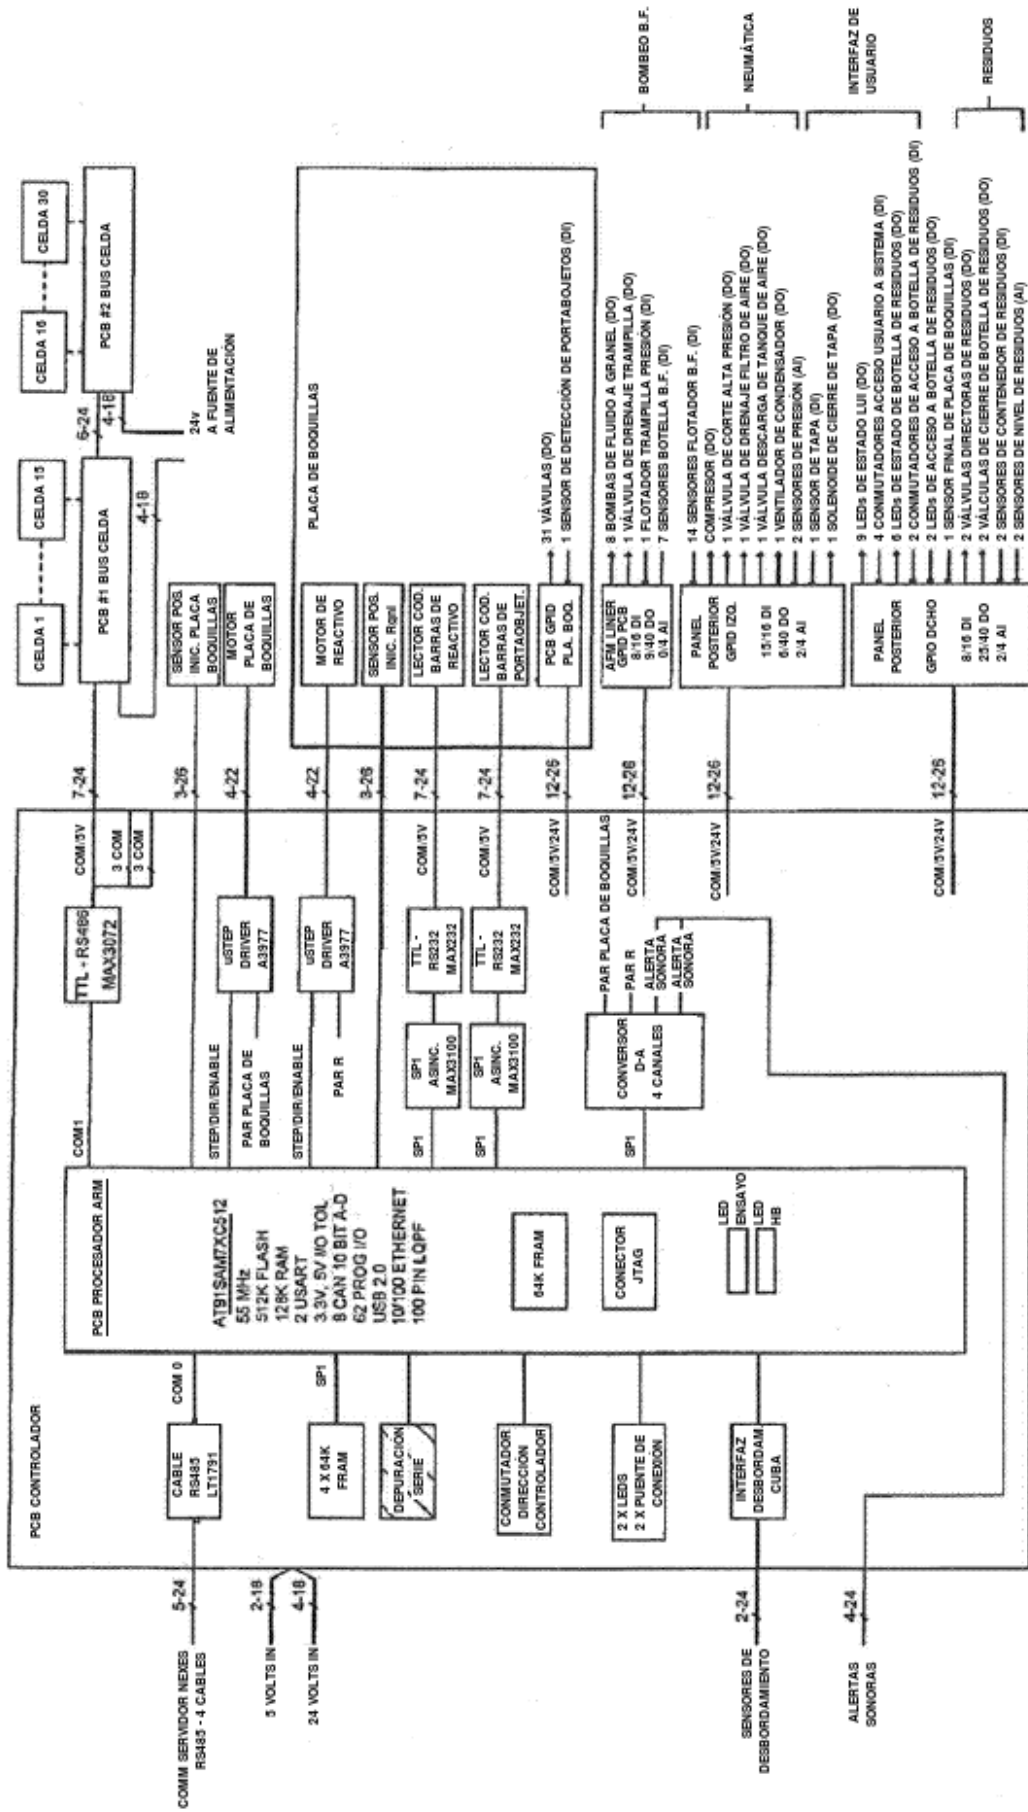 PCB CONTROLADOR
COMM SERVIDOR NEXES
RS485 - 4 CABLES
5-24
5 VOLTS IN
2-18
24 VOLTS IN
4-18
SENSORES DE
DESBORDAMIENTO
2-24
ALERTAS
SONORAS
4-24
CABLE
RS485
LT1791
COM 0
4 X 64K
FRAM
SP1
DEPURACIÓN
SERIE
CONMUTADOR
DIRECCIÓN
CONTROLADOR
2 X LEDS
2 X PUENTE DE
CONEXIÓN
INTERFAZ
DESBORDAM
CUBA
PCB PROCESADOR ARM
AT91SAM7XC512
55 MHz
512K FLASH
128K RAM
2 USART
3.3V, 5V I/O TOL
8 CAN 10 BIT A-D
62 PROG I/O
USB 2.0
10/100 ETHERNET
100 PIN LQPF
64K FRAM
CONECTOR
JTAG
LED
ENSAYO
LED
HB
COM1
TTL - RS486
MAX3072
COM/5V
3 COM
3 COM
7-24
STEP/DIR/ENABLE
PAR PLACA DE
BOQUILLAS
uSTEP
DRIVER
A3977
3-26
4-22
STEP/DIR/ENABLE
PAR R
uSTEP
DRIVER
A3977
4-22
3-26
SP1
SP1
ASINC.
MAX3100
TTL -
RS232
MAX232
COM/5V
7-24
SP1
SP1
ASINC.
MAX3100
TTL -
RS232
MAX232
COM/5V
7-24
COM/5V/24V
12-26
SP1
CONVERSOR
D-A
4 CANALES
PAR PLACA DE BOQUILLAS
PAR R
ALERTA
SONORA
ALERTA
SONORA
COM/5V/24V
12-26
COM/5V/24V
12-26
COM/5V/24V
12-26
CELDA 1
CELDA 15
PCB #1 BUS CELDA
6-24
4-18
4-18
CELDA 16
CELDA 30
PCB #2 BUS CELDA
24v
A FUENTE DE
ALIMENTACIÓN
SENSOR POS.
INIC. PLACA
BOQUILLAS
MOTOR
PLACA DE
BOQUILLAS
PLACA DE BOQUILLAS
MOTOR DE
REACTIVO
SENSOR POS.
INIC. Rgnl
LECTOR COD.
BARRAS DE
REACTIVO
LECTOR COD.
BARRAS DE
PORTAOBJET.
PCB GPID
PLA. BOQ.
31 VÁVULAS (DO)
1 SENSOR DE DETECCIÓN DE PORTABOJETOS (DI)
AFM LINER
GPID PCB
8/16 DI
9/40 DO
0/4 AI
8 BOMBAS DE FLUIDO A GRANEL (DO)
1 VÁLVULA DE DRENAJE TRAMPILLA (DO)
1 FLOTADOR TRAMPILLA PRESIÓN (DI)
7 SENSORES BOTELLA B.F. (DI)
PANEL
POSTERIOR
GPID IZQ.
15/16 DI
6/40 DO
2/4 AI
14 SENSORES FLOTADOR B.F. (DI)
COMPRESOR (DO)
1 VÁLVULA DE CORTE ALTA PRESIÓN (DO)
1 VÁLVULA DE DRENAJE FILTRO DE AIRE (DO)
1 VÁLVULA DESCARGA DE TANQUE DE AIRE (DO)
1 VENTILADOR DE CONDENSADOR (DO)
2 SENSORES DE PRESIÓN (AI)
1 SENSOR DE TAPA (DI)
1 SOLENOIDE DE CIERRE DE TAPA (DO)
PANEL
POSTERIOR
GPIO DCHO
8/16 DI
25/40 DO
2/4 AI
9 LEDs DE ESTADO LUI (DO)
4 CONMUTADORES ACCESO USUARIO A SISTEMA (DI)
6 LEDs DE ESTADO DE BOTELLA DE RESIDUOS (DO)
2 CONMUTADORES DE ACCESO A BOTELLA DE RESIDUOS (DI)
2 LEDs DE ACCESO A BOTELLA DE RESIDUOS (DO)
1 SENSOR FINAL DE PLACA DE BOQUILLAS (DI)
2 VÁLVULAS DIRECTORAS DE RESIDUOS (DO)
2 VÁLCULAS DE CIERRE DE BOTELLA DE RESIDUOS (DO)
2 SENSORES DE CONTENEDOR DE RESIDUOS (DI)
2 SENSORES DE NIVEL DE RESIDUOS (AI)
BOMBEO B.F.
NEUMÁTICA
INTERFAZ DE
USUARIO
RESIDUOS